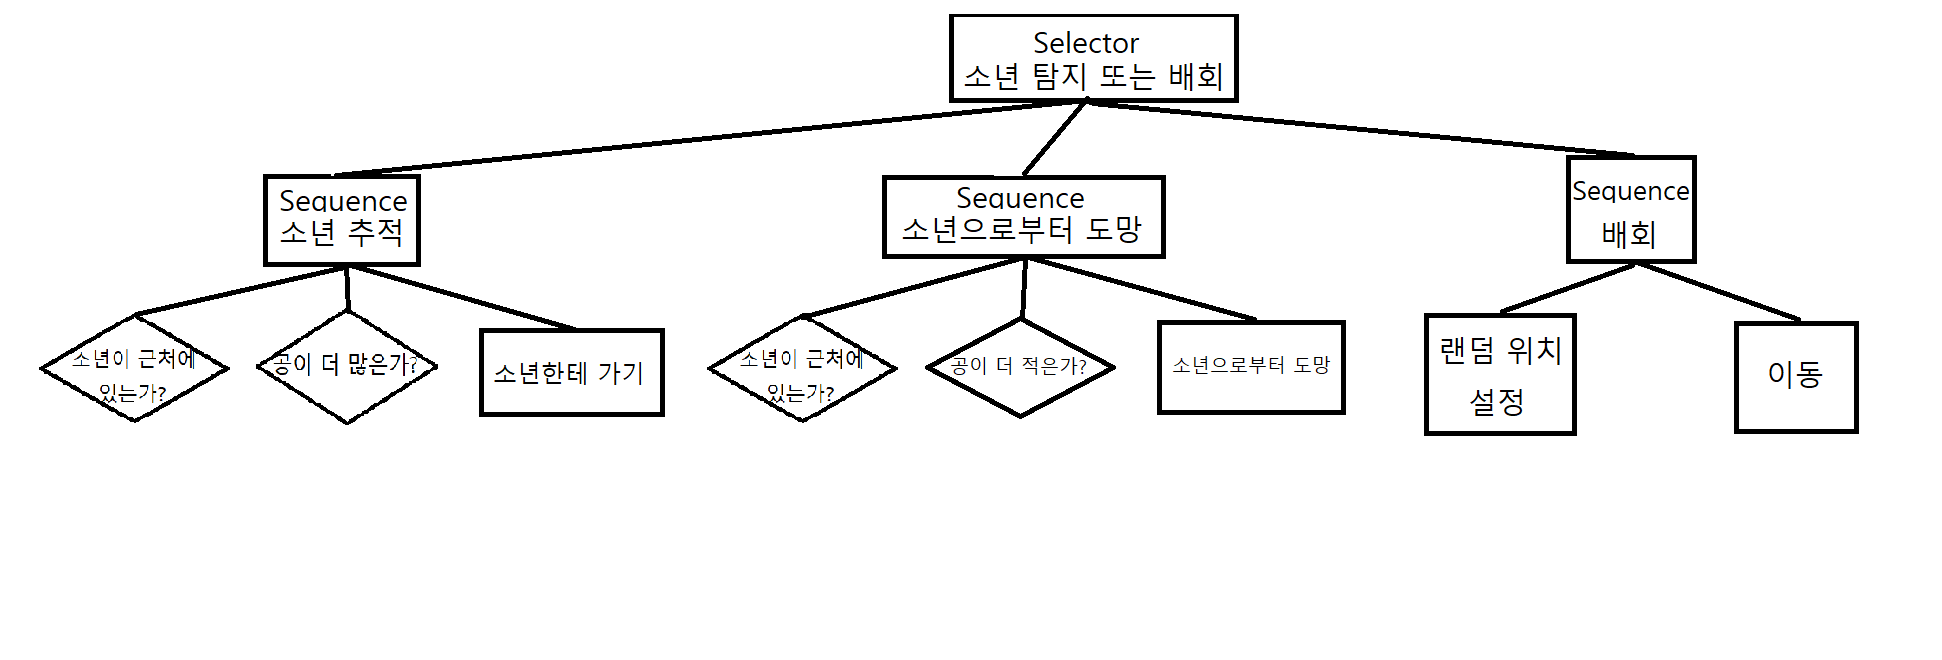 Selector
소년 탐지 또는 배회
Sequence
소년 추적
Sequence
소년으로부터 도망
Sequence
배회
소년이 근처에
있는가?
공이 더 많은가?
소년한테 가기
소년이 근처에
있는가?
공이 더 적은가?
소년으로부터 도망
랜덤 위치
설정
이동